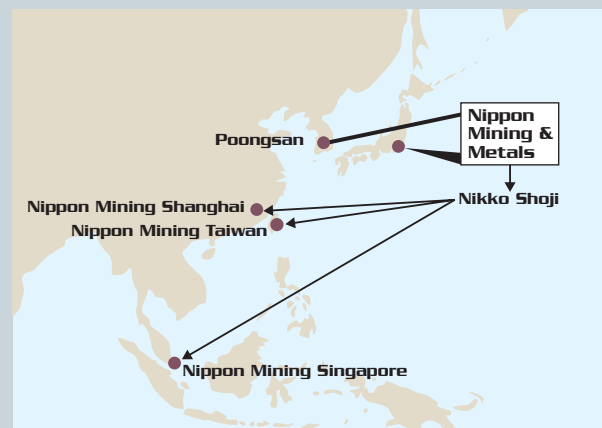 Nippon
Mining &
Metals
Poongsan
Nikko Shoji
Nippon Mining Shanghai
Nippon Mining Taiwan
Nippon Mining Singapore